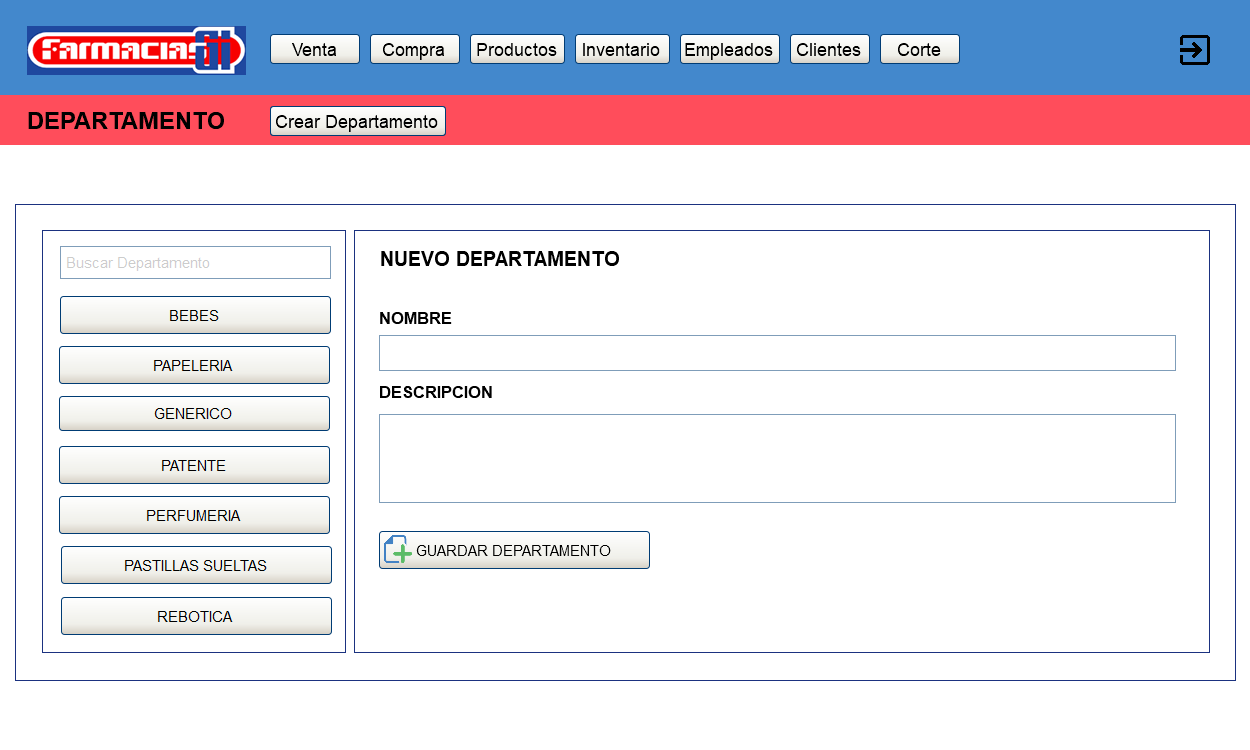 Farmacias GI
Venta Compra Productos Inventario Empleados Clientes Corte
DEPARTAMENTO Crear Departamento
Buscar Departamento
BEBES
PAPELERIA
GENERICO
PATENTE
PERFUMERIA
PASTILLAS SUELTAS
REBOTICA
NUEVO DEPARTAMENTO
NOMBRE
DESCRIPCION
GUARDAR DEPARTAMENTO